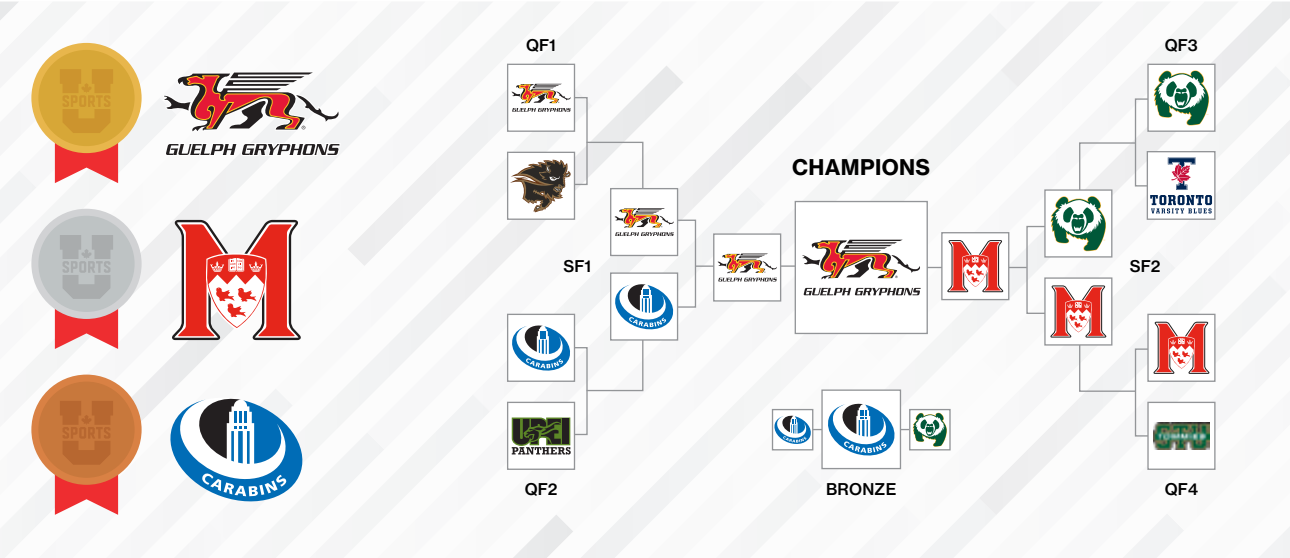 U
SPORTS
GUELPH GRYPHONS
U
SPORTS
M
U
SPORTS
CARABINS
QF1
GUELPH GRYPHONS
GUELPH GRYPHONS
SF1
CARABINS
CARABINS
UPEI
PANTHERS
QF2
GUELPH GRYPHONS
CHAMPIONS
GUELPH GRYPHONS
M
CARABINS
CARABINS
BRONZE
QF3
T
TORONTO
VARSITY BLUES
SF2
M
M
QF4